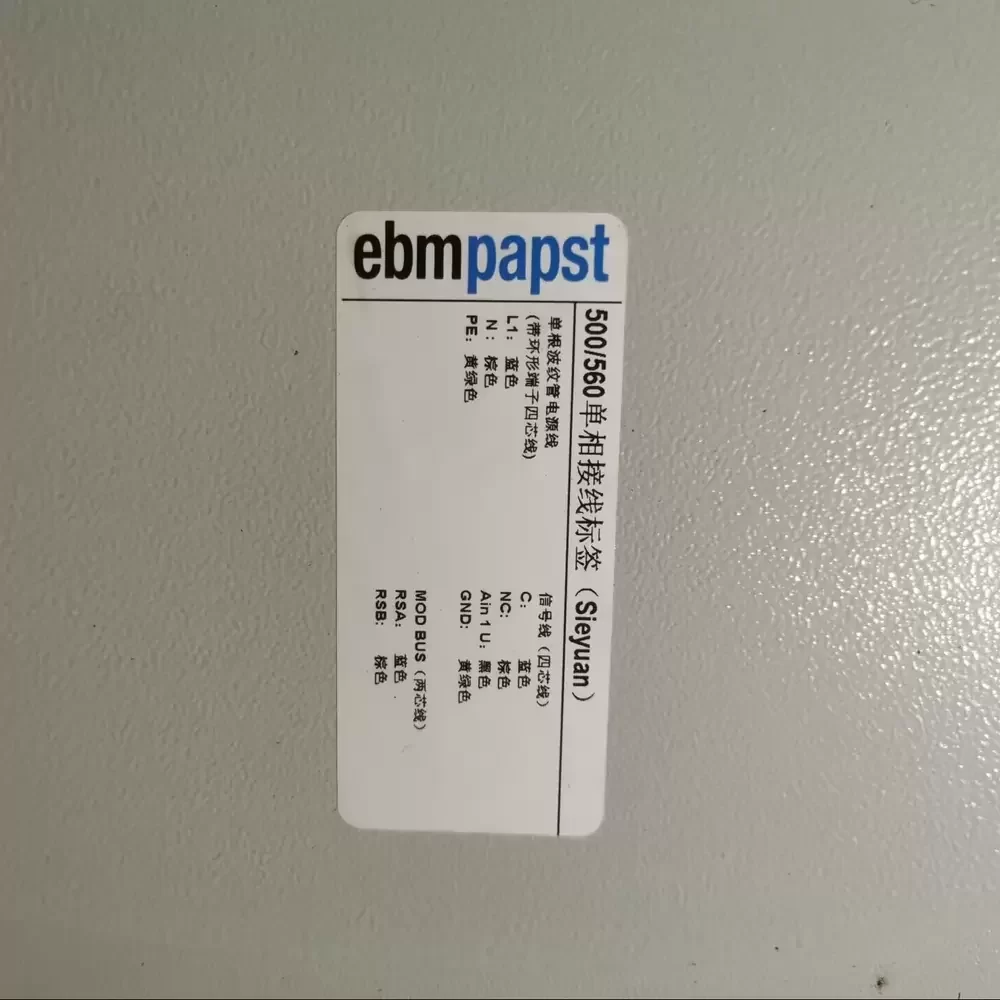 ebmpapst
500/560单相接线标签（Sieyuan）
单根波纹管电源线
(带环形端子四芯线)
L1: 蓝色
N: 棕色
PE: 黄绿色
信号线（四芯线）
C: 蓝色
NC: 棕色
Ain 1 U: 黑色
GND: 黄绿色
MOD BUS（两芯线）
RSA: 蓝色
RSB: 棕色